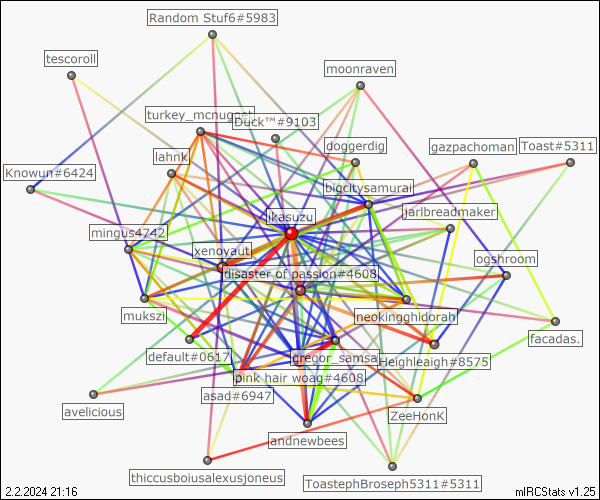 Random Stuf6#5983
tescoroll
moonraven
turkey_mcnugget
Duck™#9103
doggerdig
gazpachoman
Toast#5311
lahnk
Knowun#6424
bigcitysamurai
ikasuzu
jarlbreadmaker
mingus4742
xenoyaut
ogshroom
disaster of passion#4608
mukszi
neokingghidorah
facadas.
default#0617
gregor_samsa
Heighleigh#8575
pink hair woag#4608
asad#6947
avelicious
ZeeHonK
andnewbees
thiccusboiusalexusjoneus
ToastephBroseph5311#5311
2.2.2024 21:16
mIRCStats v1.25